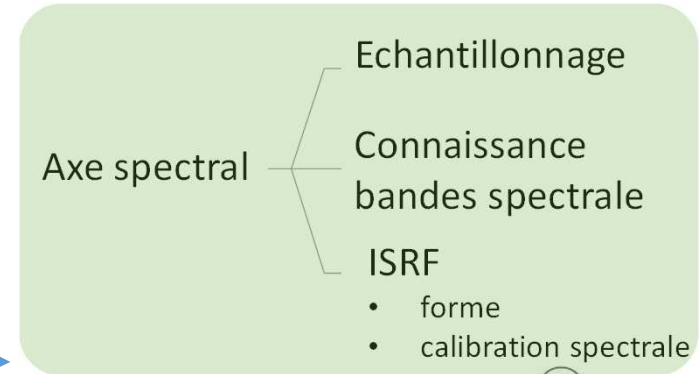 Echantillonnage
Axe spectral
Connaissance
bandes spectrale
ISRF
• forme
• calibration spectrale